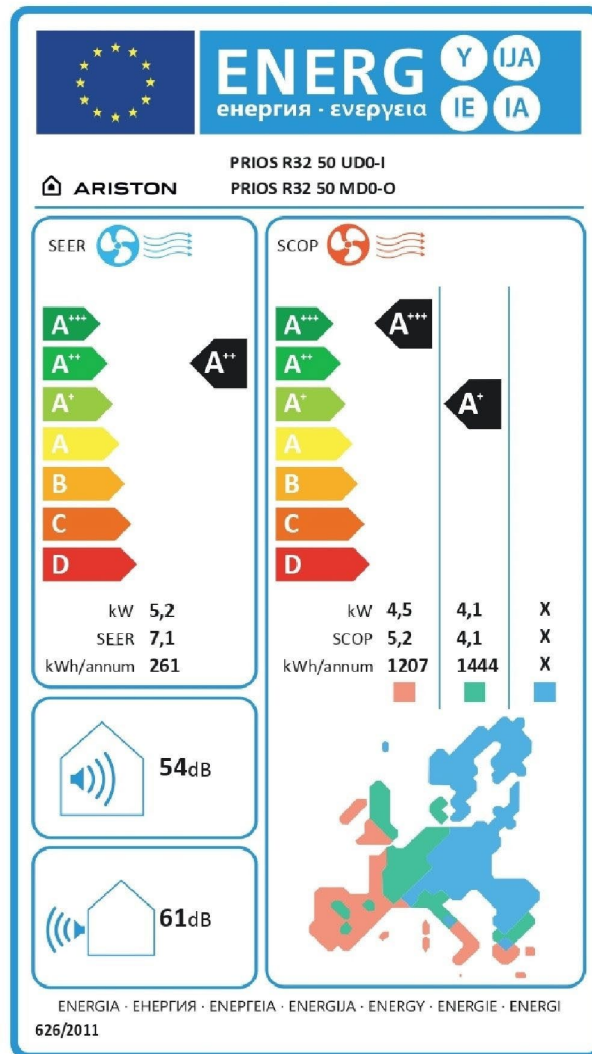 ENERG Y IJA
енергия · ενεργεια IE IA
PRIOS R32 50 UD0-I
ARISTON PRIOS R32 50 MD0-O
SEER
A+++
A++ A++
A+
A
B
C
D
kW 5,2
SEER 7,1
kWh/annum 261
SCOP
A+++ A+++
A++
A+ A+
A
B
C
D
kW 4,5 4,1 X
SCOP 5,2 4,1 X
kWh/annum 1207 1444 X
54dB
61dB
ENERGIA · ЕНЕРГИЯ · ΕΝΕΡΓΕΙΑ · ENERGIJA · ENERGY · ENERGIE · ENERGI
626/2011